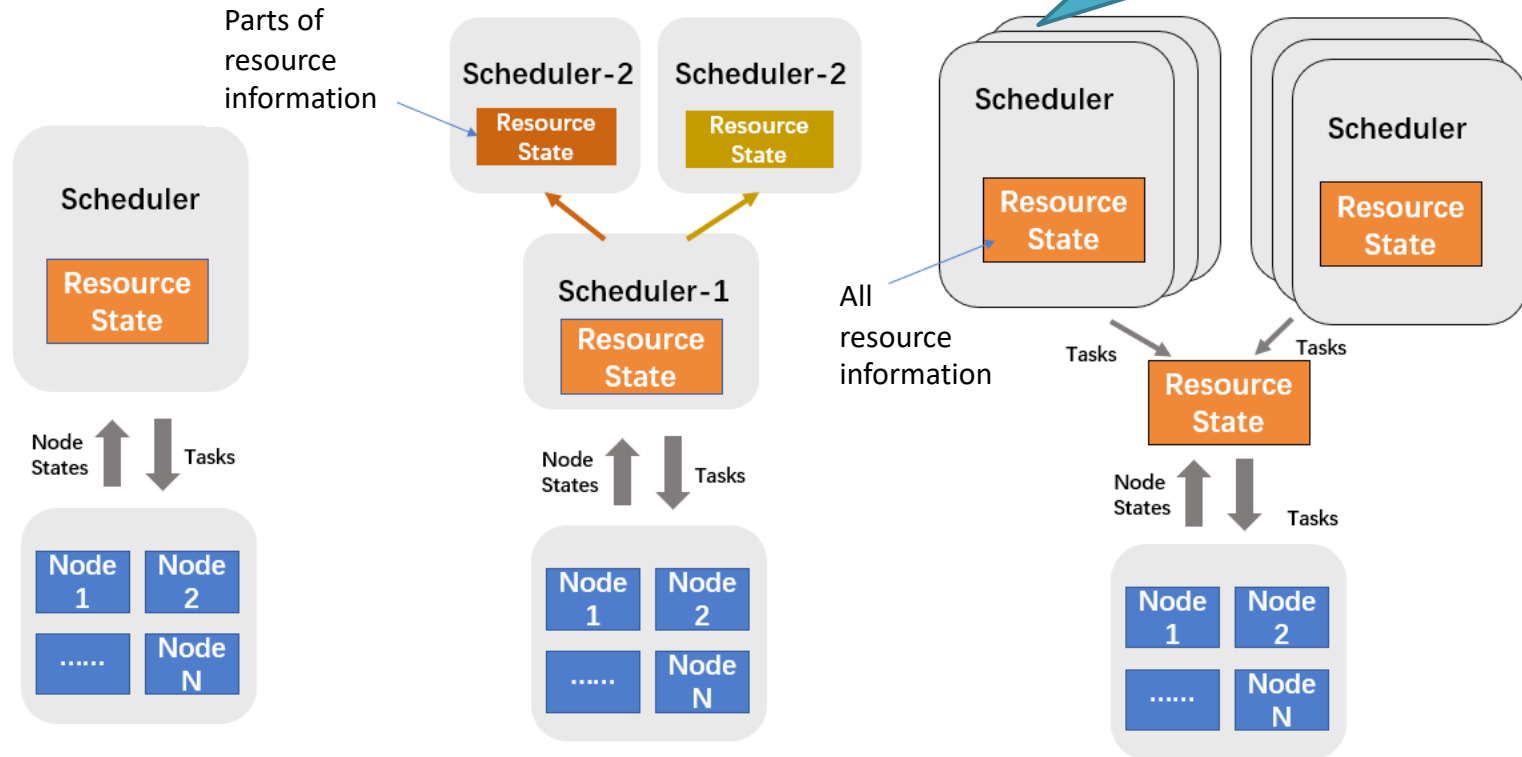 Scheduler
Resource
State
Node
States
Tasks
Node
1
Node
2
......
Node
N
Parts of
resource
information
Scheduler-2
Resource
State
Scheduler-2
Resource
State
Scheduler-1
Resource
State
Node
States
Tasks
Node
1
Node
2
......
Node
N
Scheduler
Resource
State
Scheduler
Resource
State
All
resource
information
Tasks
Tasks
Resource
State
Node
States
Tasks
Node
1
Node
2
......
Node
N